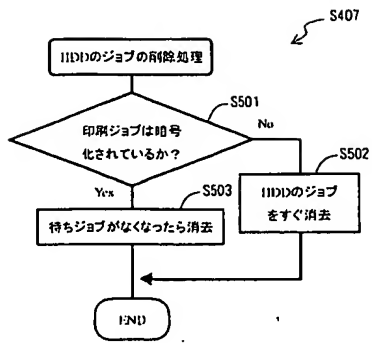 S407
HDDのジョブの削除処理
S501
印刷ジョブは暗号
化されているか？
No
Yes
S502
HDDのジョブ
をすぐ消去
S503
待ちジョブがなくなったら消去
END